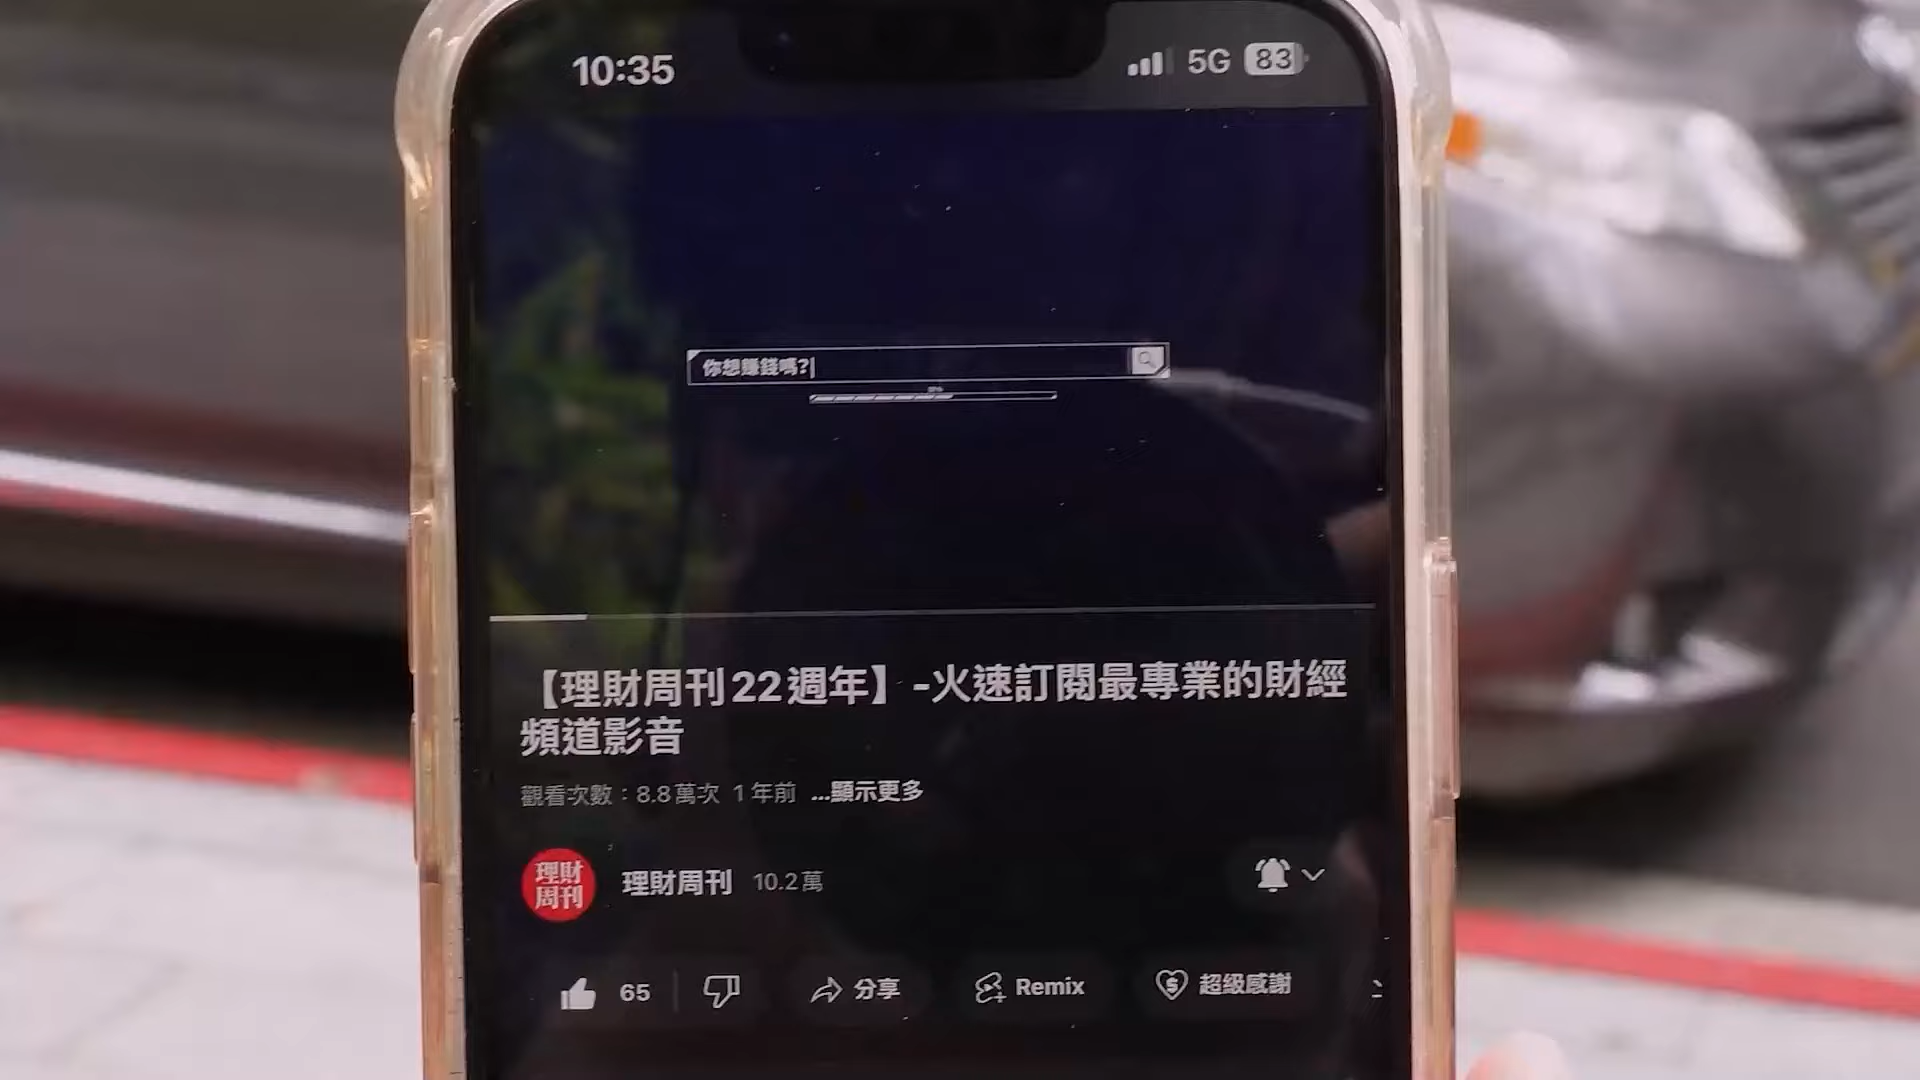 10:35 5G 83
你想賺錢嗎?
【理財周刊22週年】-火速訂閱最專業的財經
頻道影音
觀看次數：8.8萬次 1年前 ...顯示更多
理財
周刊
理財周刊 10.2萬
65 分享 Remix 超級感謝